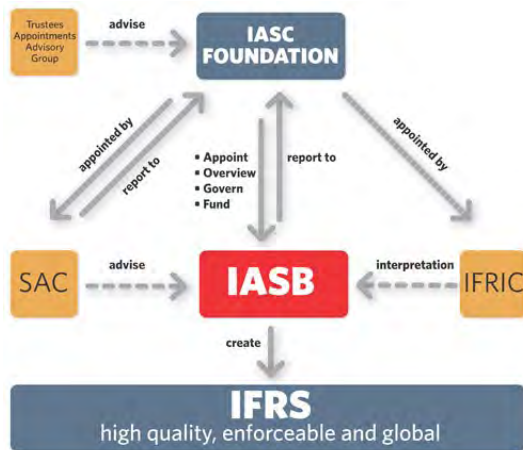 Trustees
Appointments
Advisory
Group
advise
IASC
FOUNDATION
appointed by
report to
▪ Appoint
▪ Overview
▪ Govern
▪ Fund
report to
appointed by
SAC
advise
IASB
interpretation
IFRIC
create
IFRS
high quality, enforceable and global